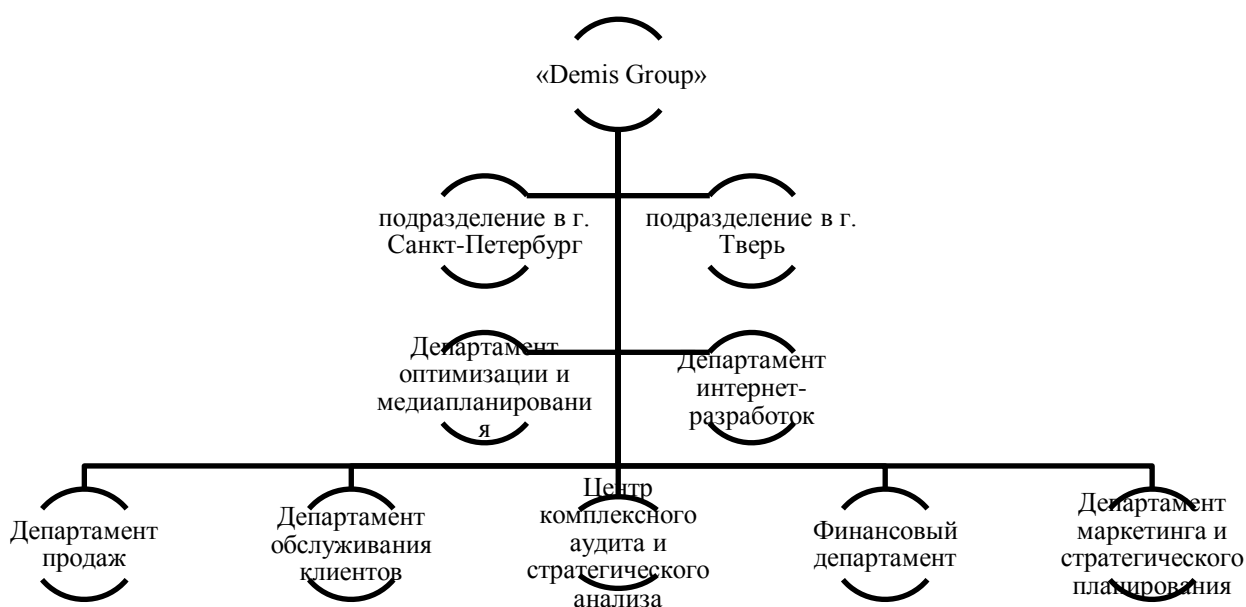 «Demis Group»
подразделение в г.
Санкт-Петербург
подразделение в г.
Тверь
Департамент
оптимизации и
медиапланировани
я
Департамент
интернет-
разработок
Департамент
продаж
Департамент
обслуживания
клиентов
Центр
комплексного
аудита и
стратегического
анализа
Финансовый
департамент
Департамент
маркетинга и
стратегического
планирования